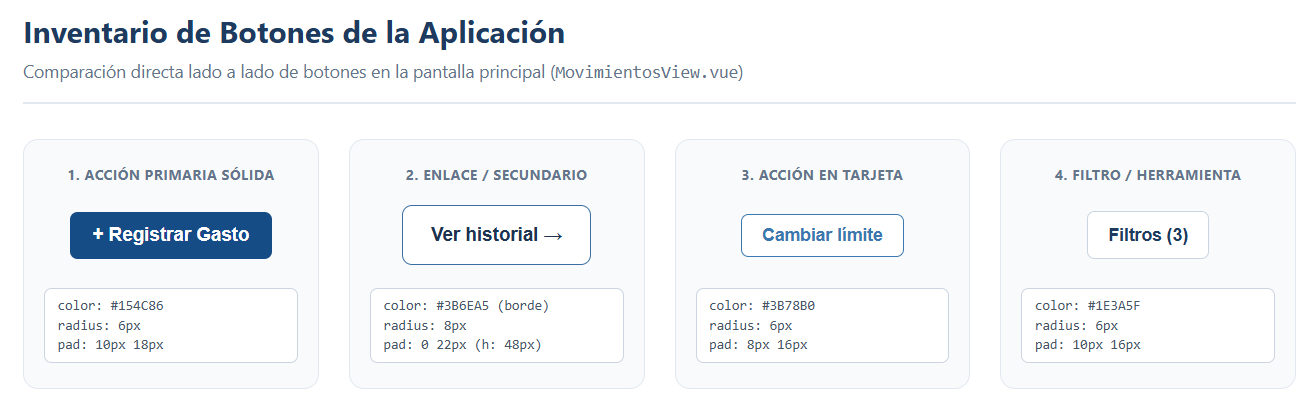 Inventario de Botones de la Aplicación
Comparación directa lado a lado de botones en la pantalla principal (MovimientosView.vue)
1. ACCIÓN PRIMARIA SÓLIDA
+ Registrar Gasto
color: #154C86
radius: 6px
pad: 10px 18px
2. ENLACE / SECUNDARIO
Ver historial →
color: #3B6EA5 (borde)
radius: 8px
pad: 0 22px (h: 48px)
3. ACCIÓN EN TARJETA
Cambiar límite
color: #3B78B0
radius: 6px
pad: 8px 16px
4. FILTRO / HERRAMIENTA
Filtros (3)
color: #1E3A5F
radius: 6px
pad: 10px 16px